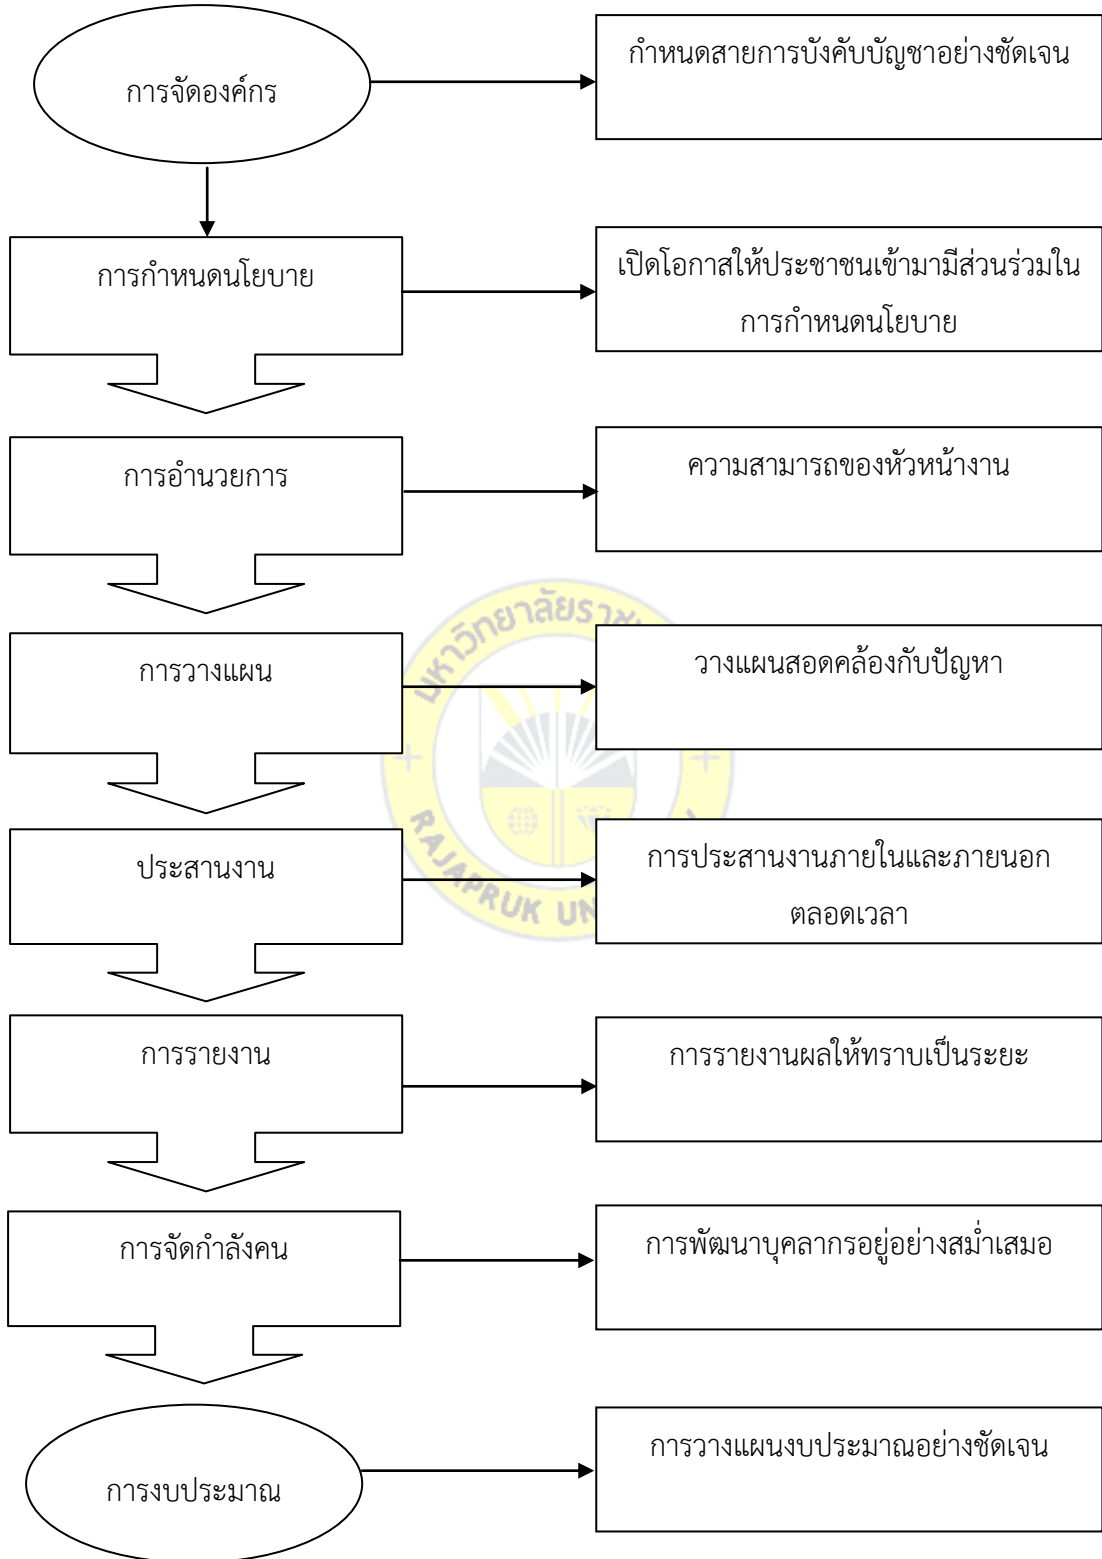 การจัดองค์กร
กำหนดสายการบังคับบัญชาอย่างชัดเจน
การกำหนดนโยบาย
เปิดโอกาสให้ประชาชนเข้ามามีส่วนร่วมใน
การกำหนดนโยบาย
การอำนวยการ
ความสามารถของหัวหน้างาน
มหาวิทยาลัยราช
การวางแผน
วางแผนสอดคล้องกับปัญหา
ประสานงาน
การประสานงานภายในและภายนอก
ตลอดเวลา
RAJAPRUK UN
การรายงาน
การรายงานผลให้ทราบเป็นระยะ
การจัดกำลังคน
การพัฒนาบุคลากรอยู่อย่างสม่ำเสมอ
การงบประมาณ
การวางแผนงบประมาณอย่างชัดเจน